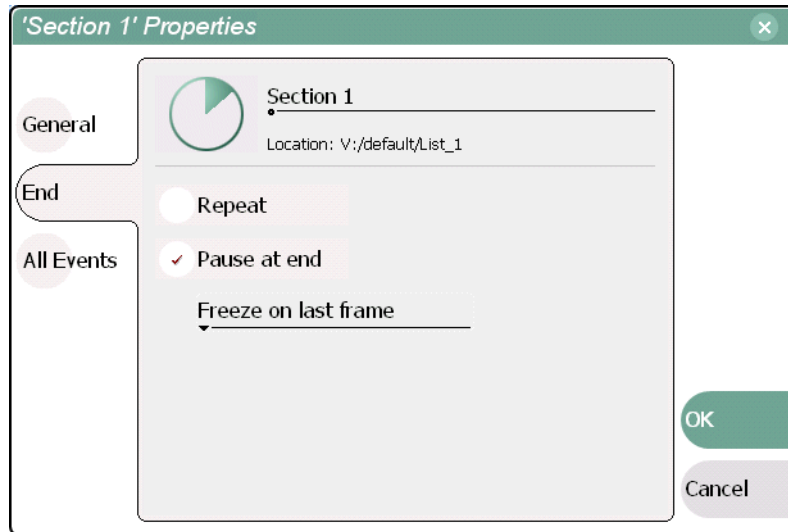 'Section 1' Properties
General
End
All Events
Section 1
Location: V:/default/List_1
Repeat
Pause at end
Freeze on last frame
OK
Cancel